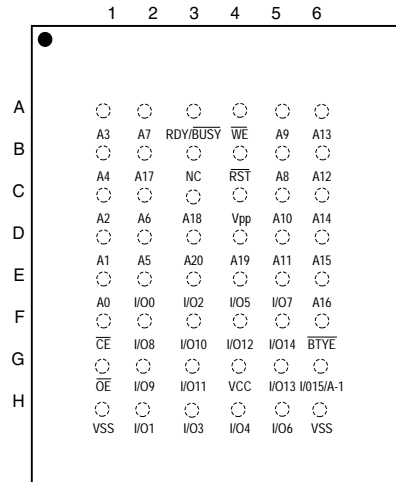 1 2 3 4 5 6
A
A3 A7 RDY/BUSY WE A9 A13
B
A4 A17 NC RST A8 A12
C
A2 A6 A18 Vpp A10 A14
D
A1 A5 A20 A19 A11 A15
E
A0 I/O0 I/O2 I/O5 I/O7 A16
F
CE I/O8 I/O10 I/O12 I/O14 BTYE
G
OE I/O9 I/O11 VCC I/O13 I/015/A-1
H
VSS I/O1 I/O3 I/O4 I/O6 VSS